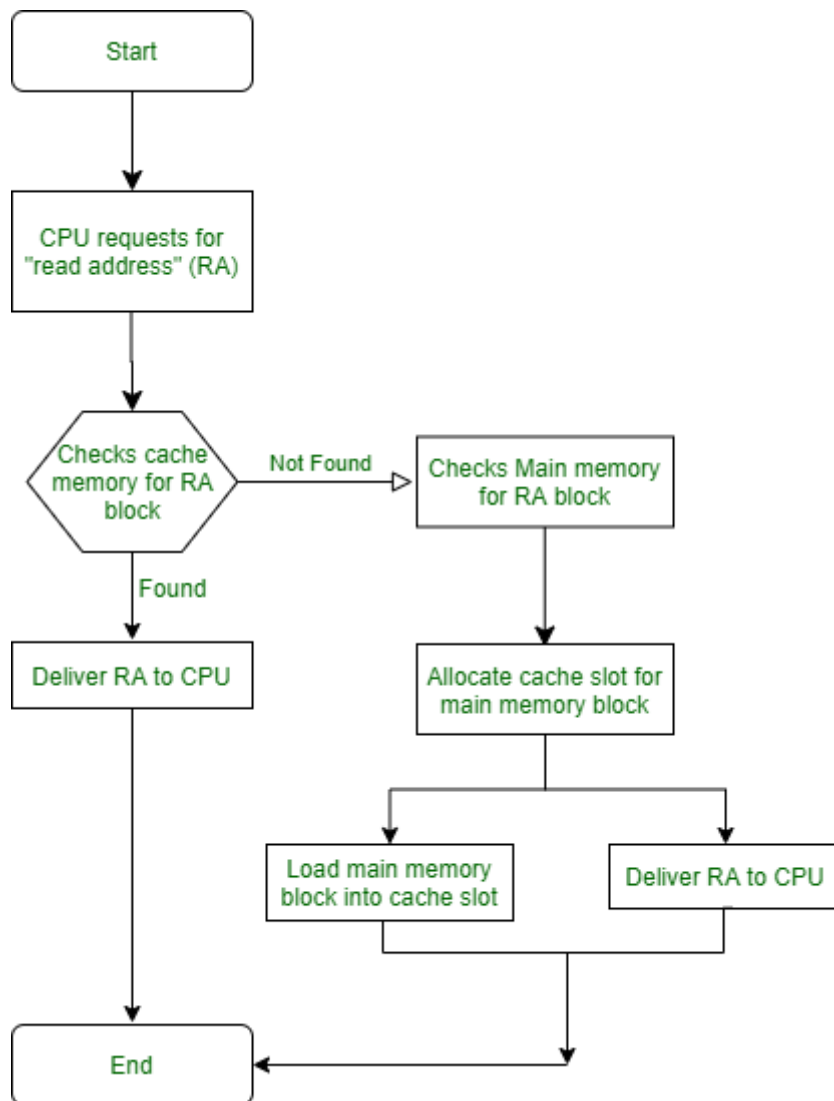 Start
CPU requests for
"read address" (RA)
Checks cache
memory for RA
block
Not Found
Checks Main memory
for RA block
Found
Deliver RA to CPU
Allocate cache slot for
main memory block
Load main memory
block into cache slot
Deliver RA to CPU
End